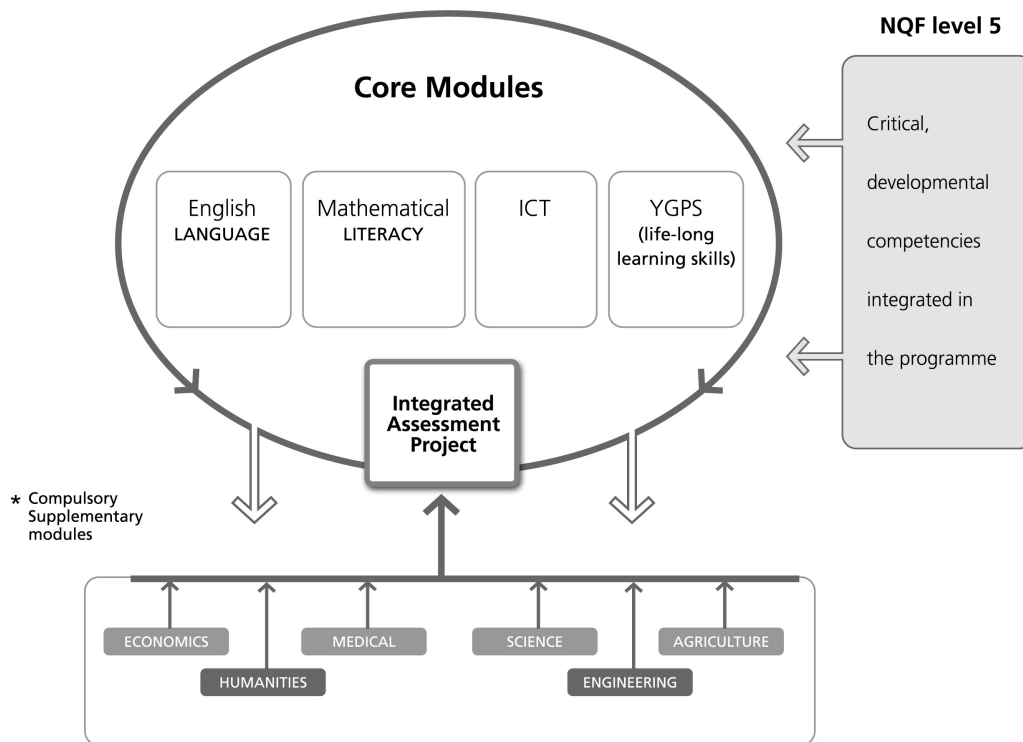 NQF level 5
Core Modules
English
LANGUAGE
Mathematical
LITERACY
ICT
YGPS
(life-long
learning skills)
Critical,
developmental
competencies
integrated in
the programme
Integrated
Assessment
Project
* Compulsory
Supplementary
modules
ECONOMICS
MEDICAL
SCIENCE
AGRICULTURE
HUMANITIES
ENGINEERING